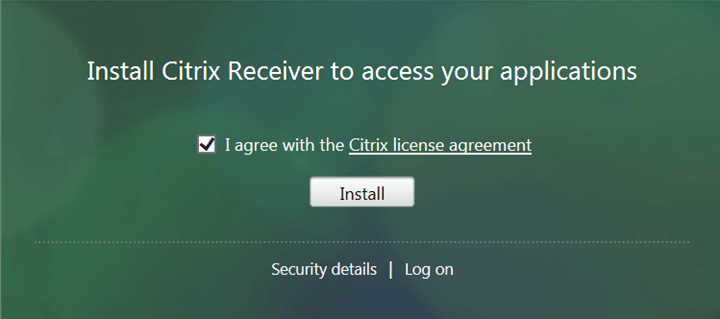 Install Citrix Receiver to access your applications
I agree with the Citrix license agreement
Install
Security details | Log on